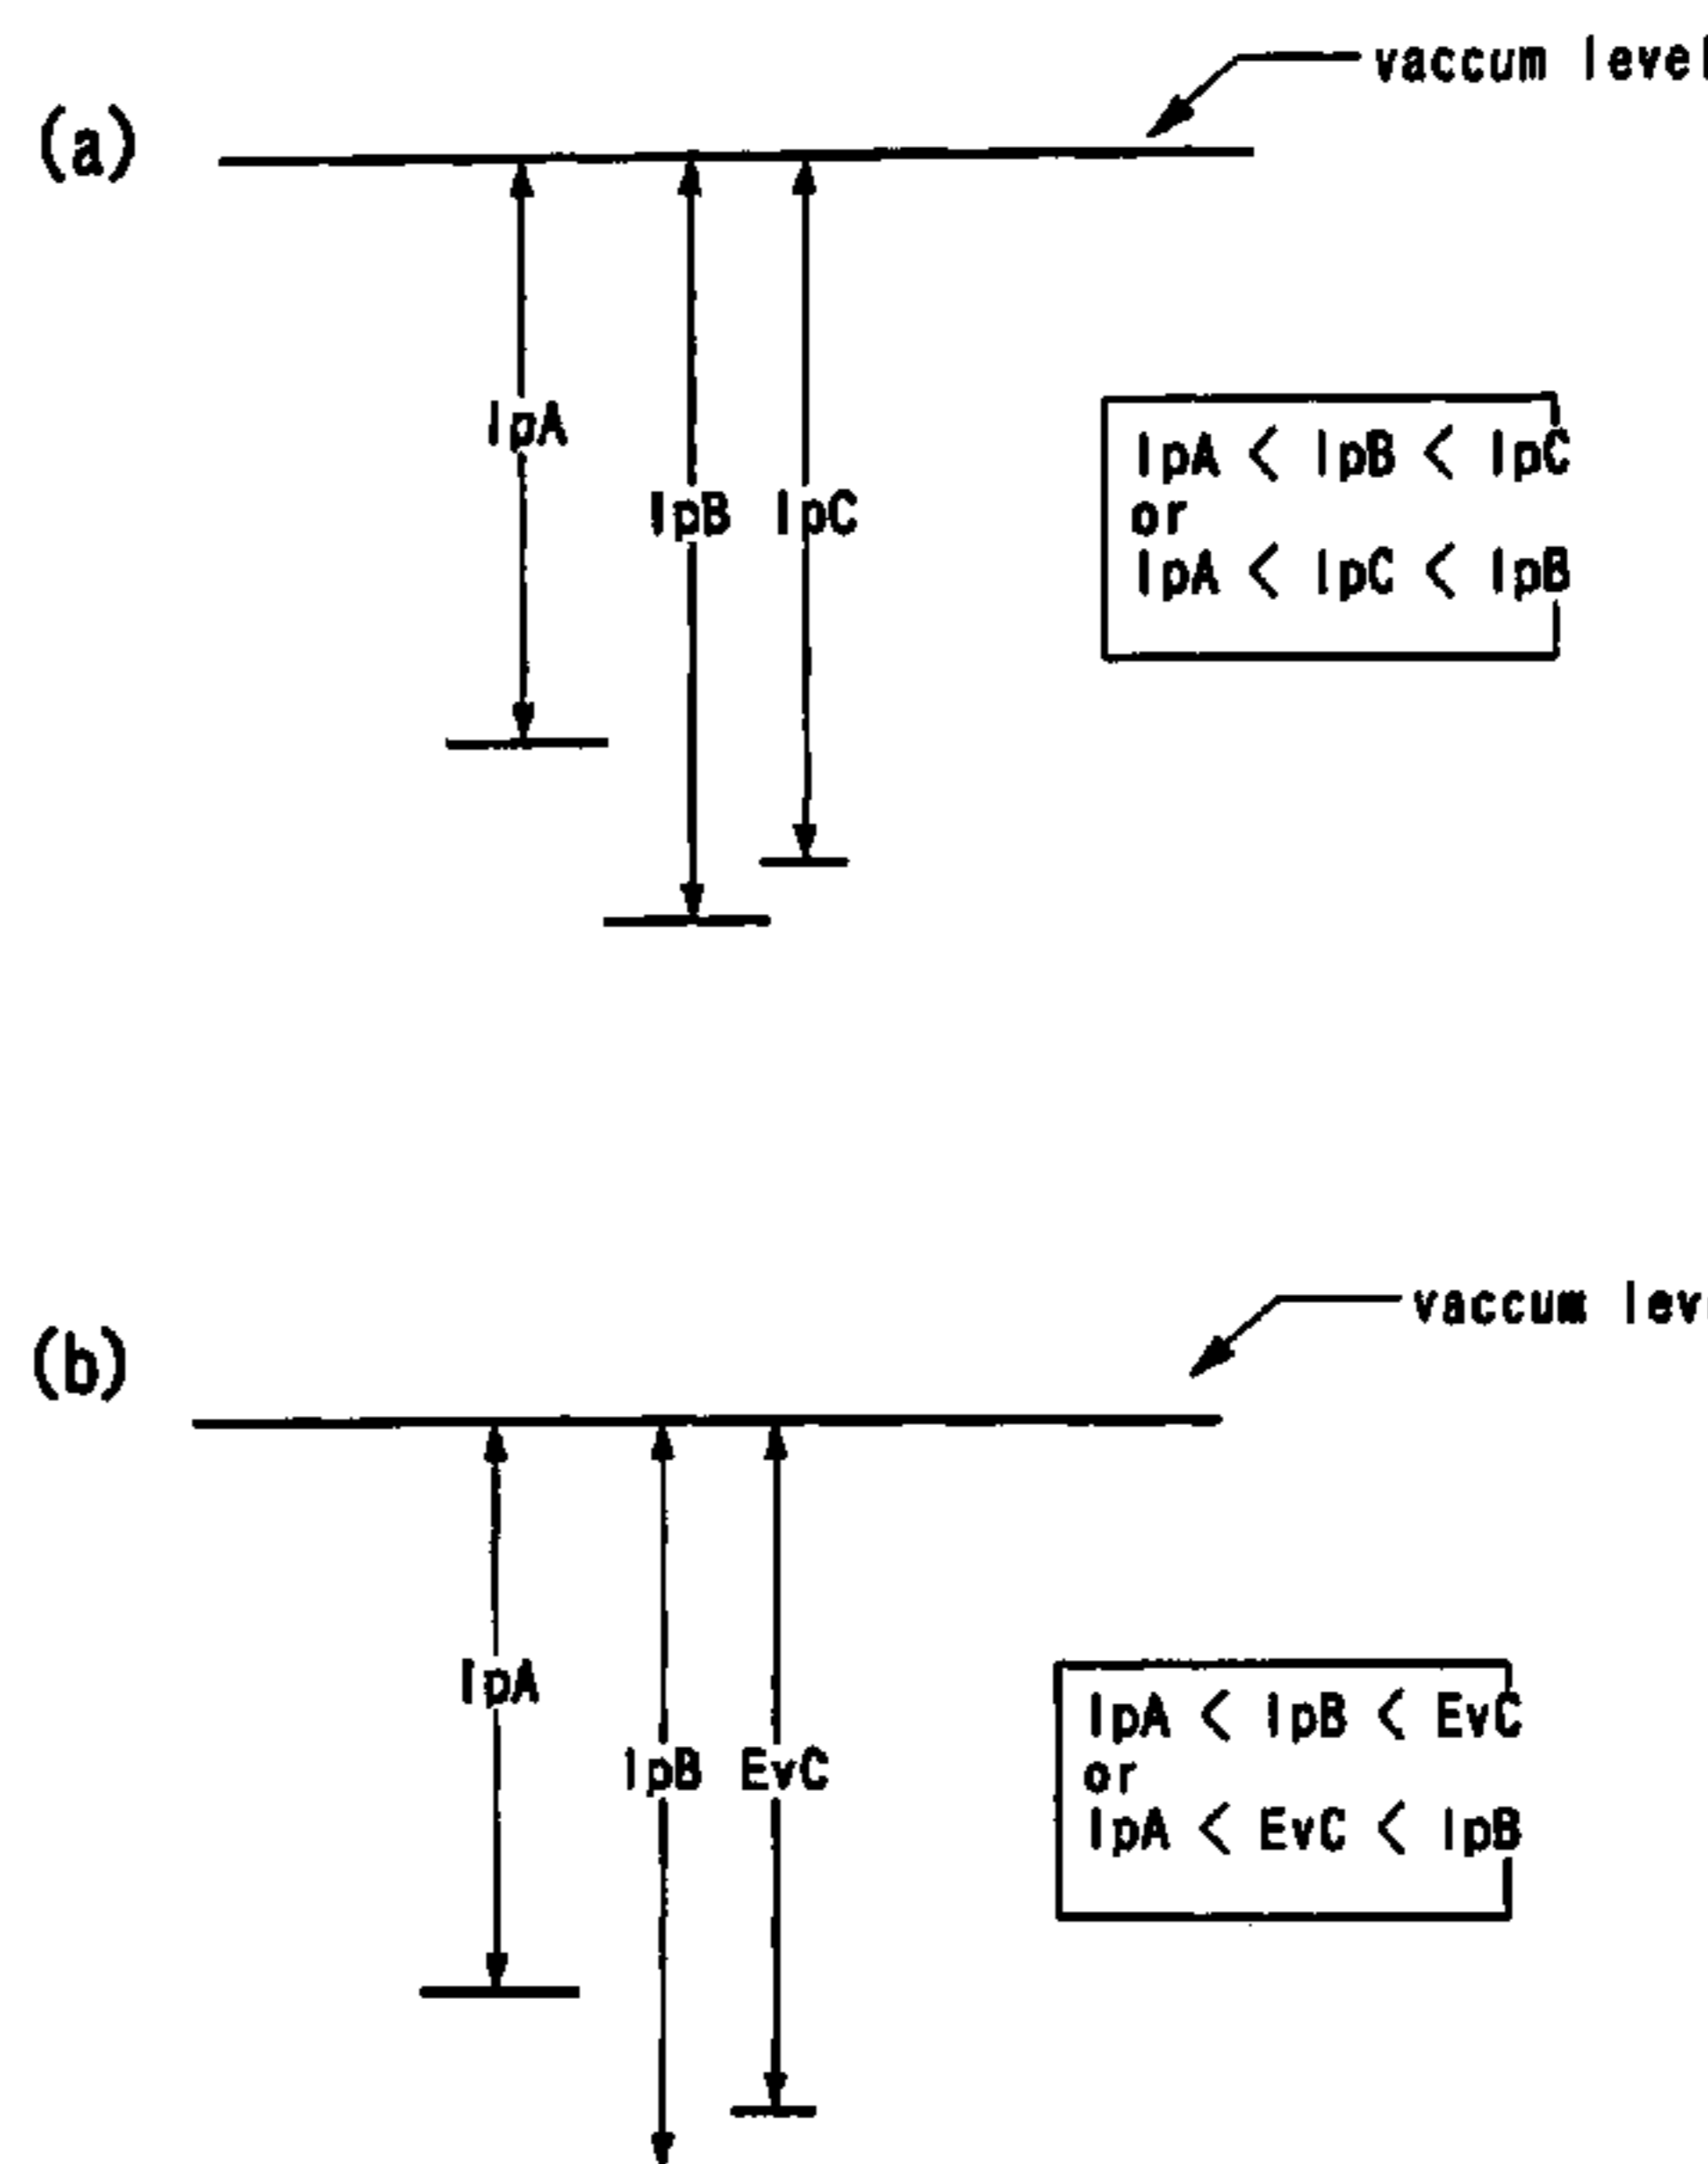 (a)
vaccum level
IpA
IpB IpC
IpA < IpB < IpC
or
IpA < IpC < IpB
(b)
vaccum lev
IpA
IpB EvC
IpA < IpB < EvC
or
IpA < EvC < IpB